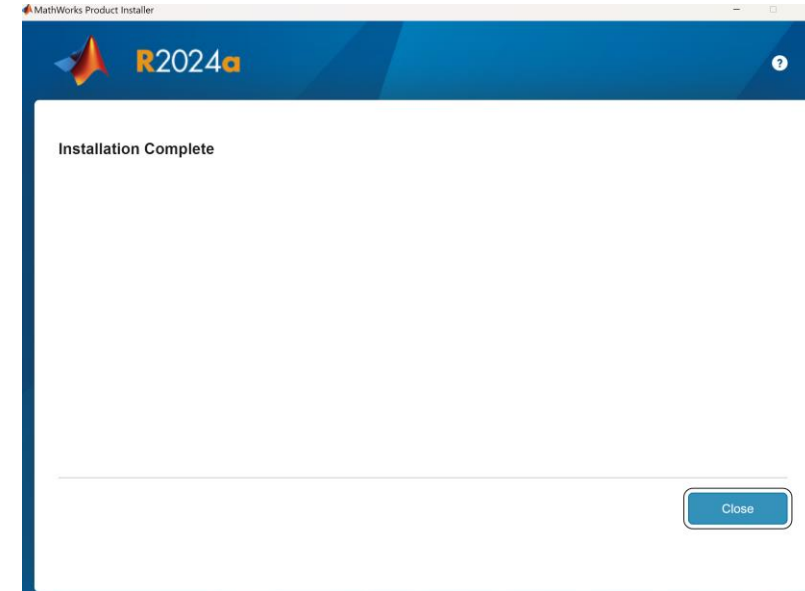 MathWorks Product Installer
R2024a
?
Installation Complete
Close